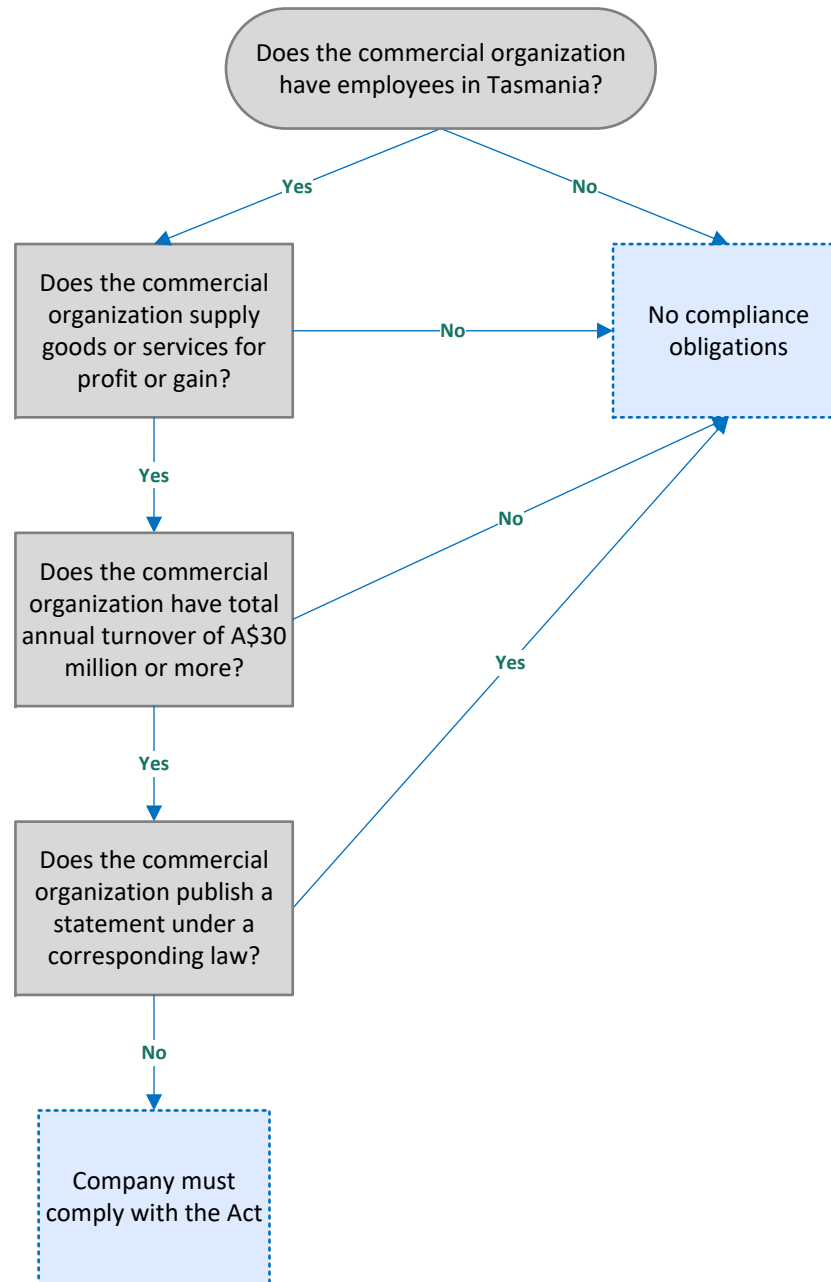 Does the commercial organization
have employees in Tasmania?
Yes
No
Does the commercial
organization supply
goods or services for
profit or gain?
No
No compliance
obligations
Yes
No
Does the commercial
organization have total
annual turnover of A$30
million or more?
Yes
Yes
Does the commercial
organization publish a
statement under a
corresponding law?
No
Company must
comply with the Act